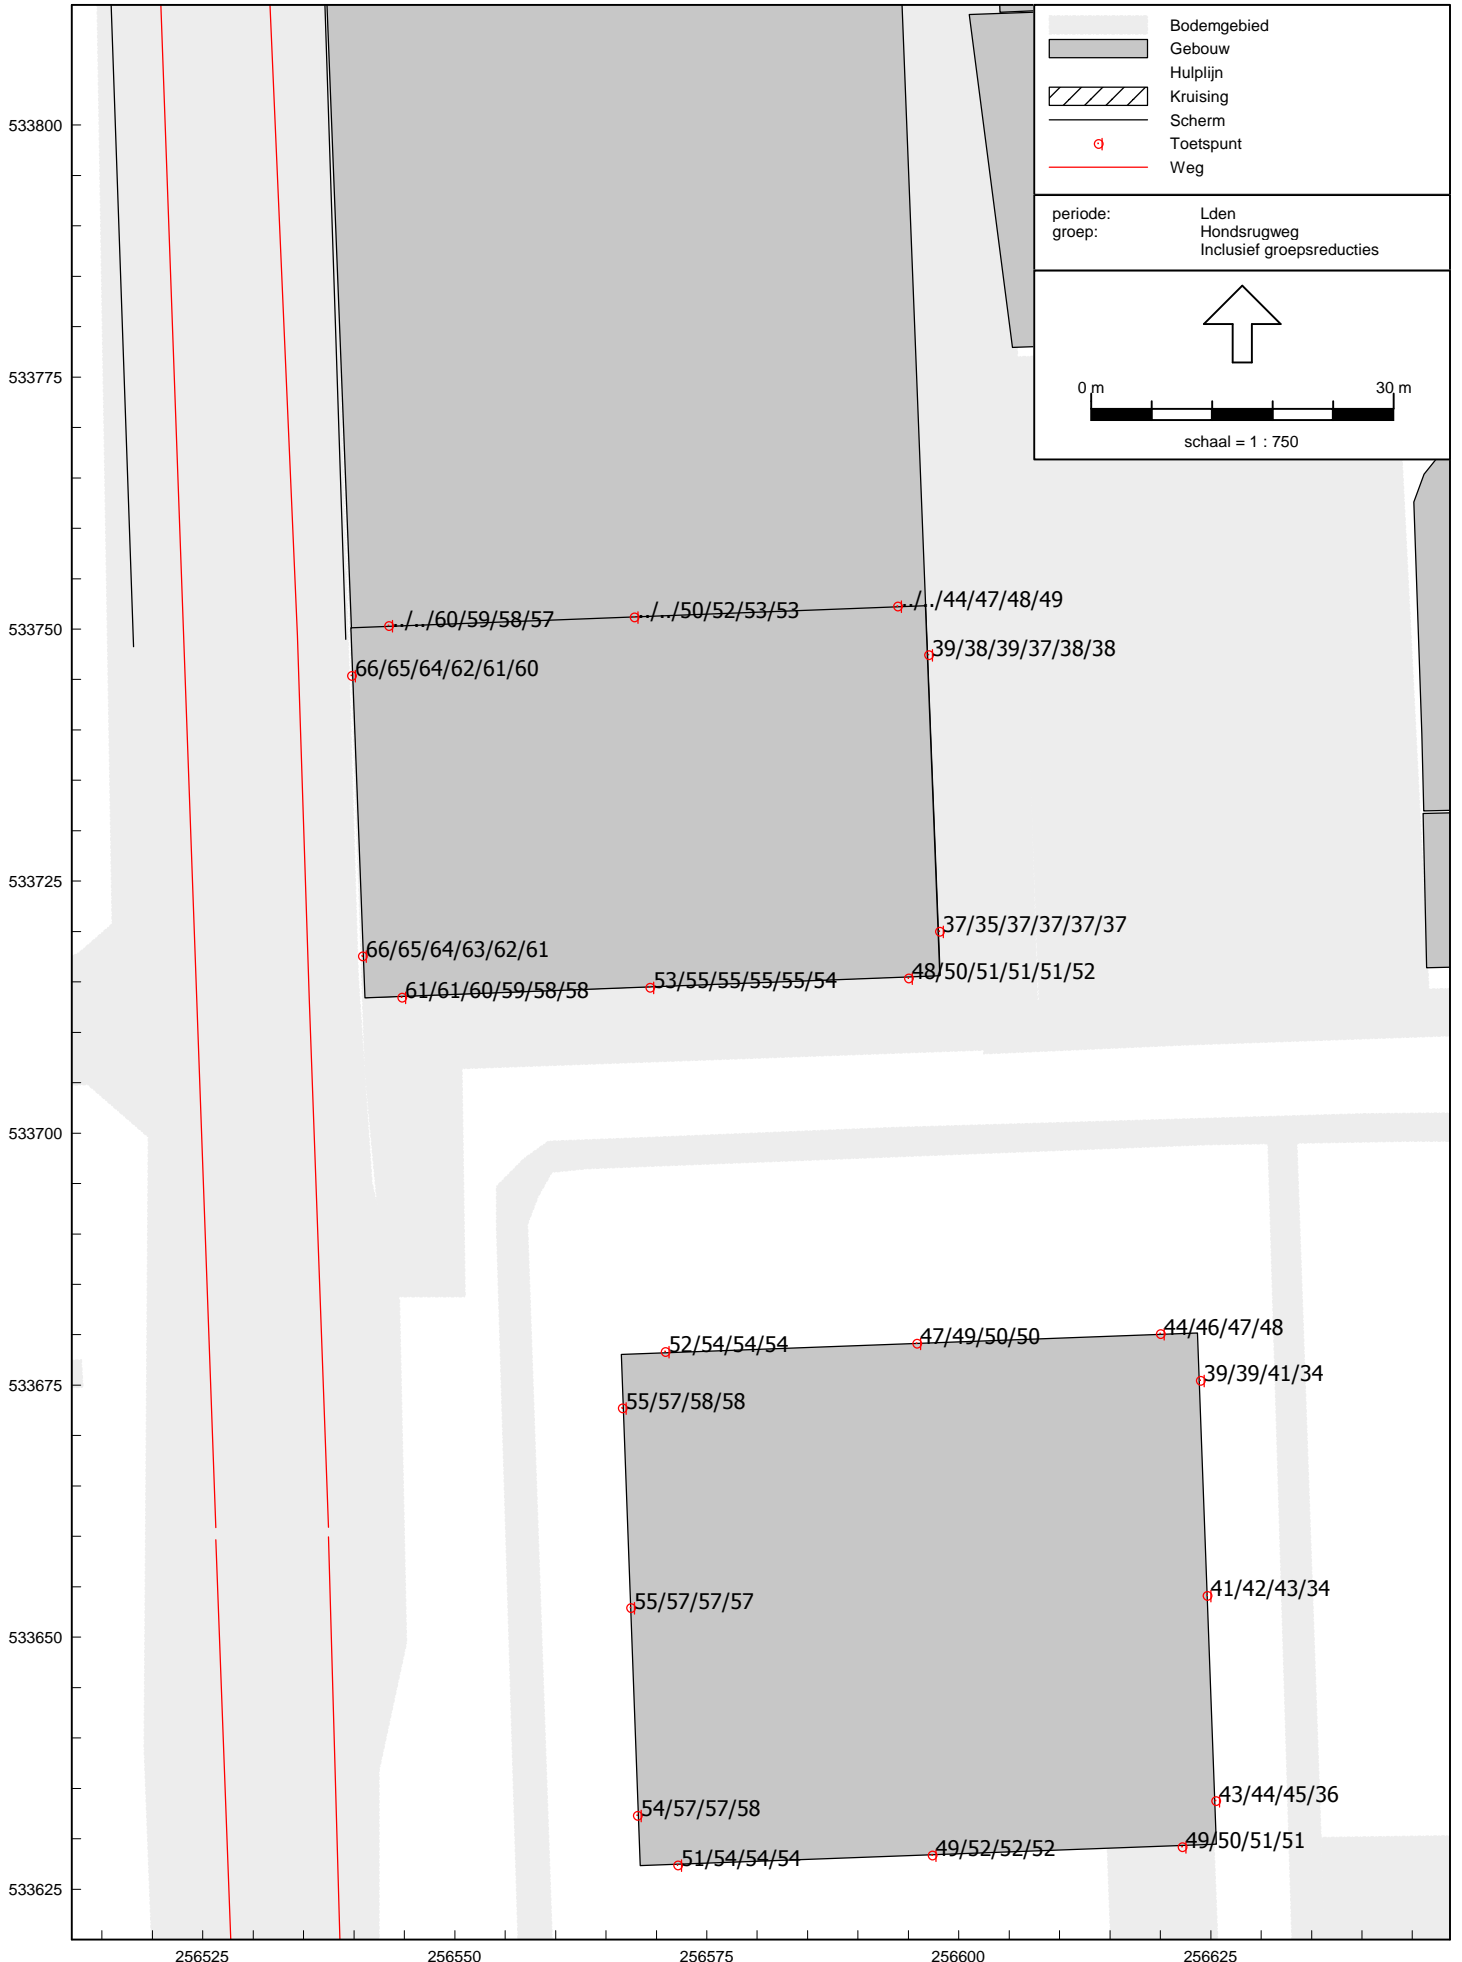 Bodemgebied
Gebouw
Hulplijn
Kruising
Scherm
Toetspunt
Weg
periode: Lden
groep: Hondsrugweg
Inclusief groepsreducties
0 m 30 m
schaal = 1 : 750
533800
533775
533750
533725
533700
533675
533650
533625
256525 256550 256575 256600 256625
../../60/59/58/57
../../50/52/53/53
../../44/47/48/49
66/65/64/62/61/60
39/38/39/37/38/38
37/35/37/37/37/37
66/65/64/63/62/61
61/61/60/59/58/58
53/55/55/55/55/54
48/50/51/51/51/52
52/54/54/54
47/49/50/50
44/46/47/48
39/39/41/34
55/57/58/58
55/57/57/57
41/42/43/34
54/57/57/58
43/44/45/36
51/54/54/54
49/52/52/52
49/50/51/51